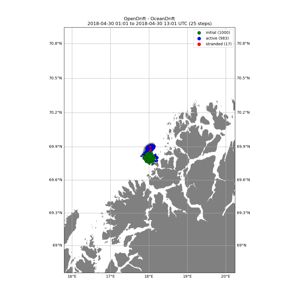 OpenDrift - OceanDrift
2018-04-30 01:01 to 2018-04-30 13:01 UTC (25 steps)
initial (1000)
active (983)
stranded (17)
70.8°N 70.8°N
70.5°N 70.5°N
70.2°N 70.2°N
69.9°N 69.9°N
69.6°N 69.6°N
69.3°N 69.3°N
69°N 69°N
16°E 17°E 18°E 19°E 20°E